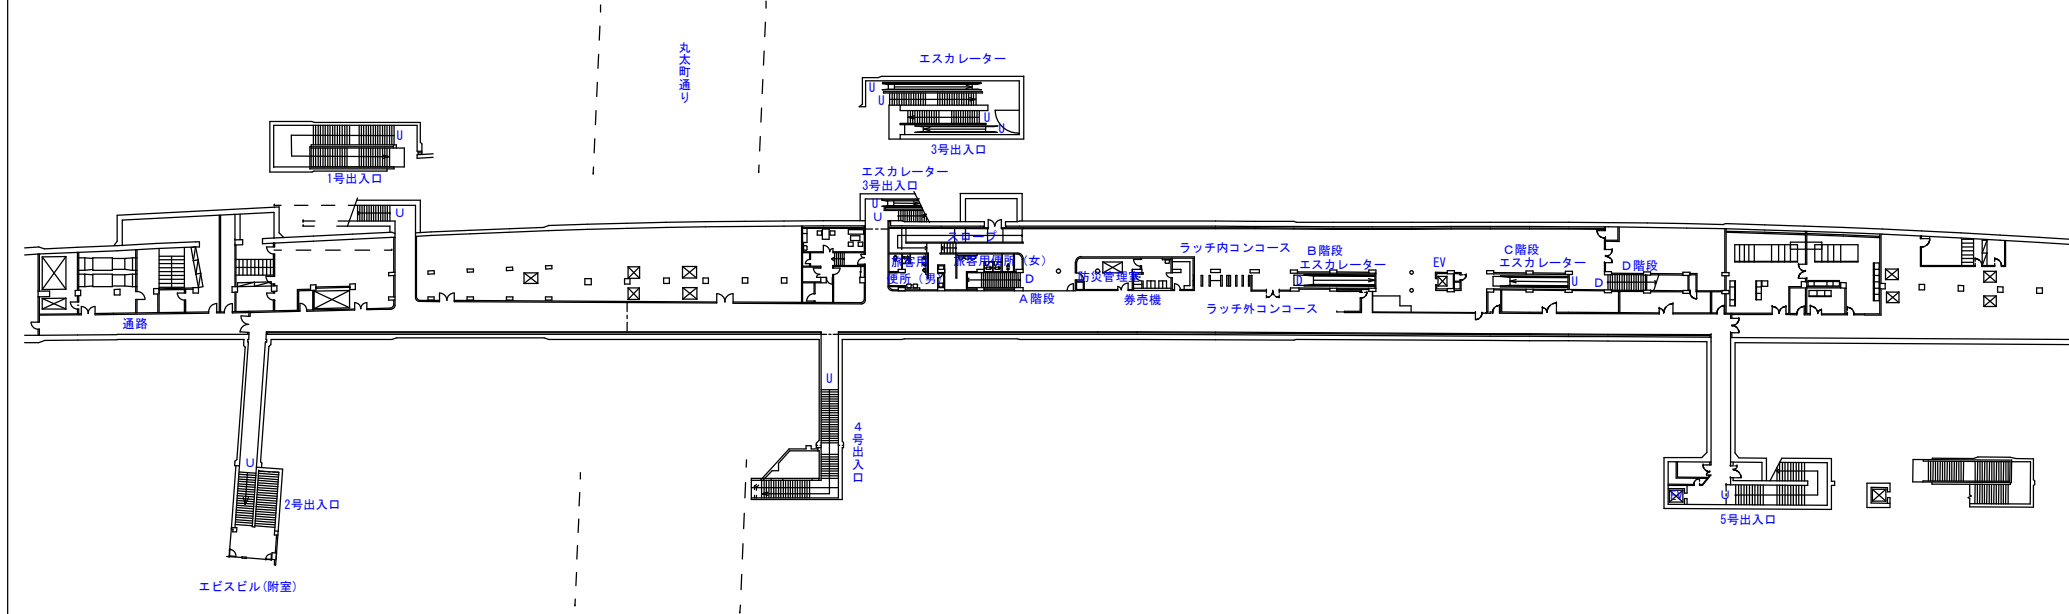 丸太町通り
エスカレーター
U
U
U
U
3号出入口
U
1号出入口
エスカレーター
3号出入口
U
U
U
スロープ
旅客用
便所(男)
旅客用便所(女)
D
A階段
防災管理室
券売機
ラッチ内コンコース
ラッチ外コンコース
B階段
エスカレーター
D
EV
C階段
エスカレーター
U
D階段
D
通路
U
4号出入口
U
2号出入口
エビスビル(附室)
U
5号出入口